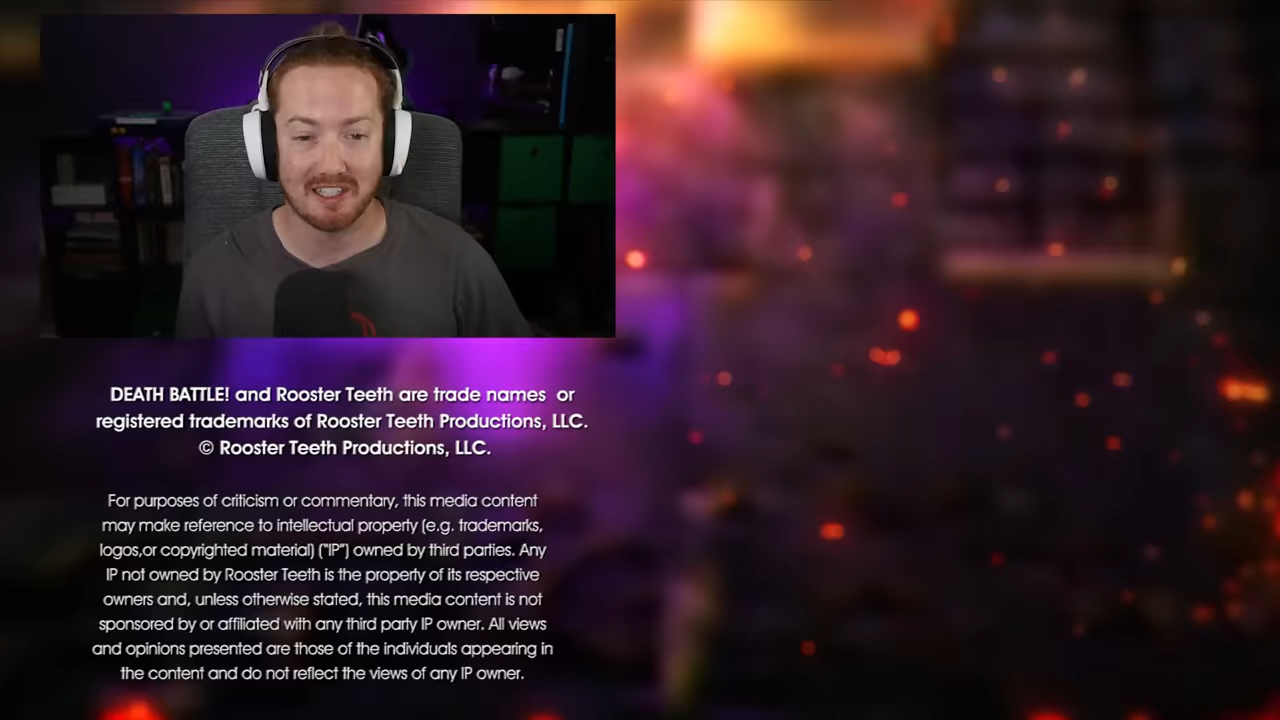 DEATH BATTLE! and Rooster Teeth are trade names or
registered trademarks of Rooster Teeth Productions, LLC.
© Rooster Teeth Productions, LLC.
For purposes of criticism or commentary, this media content
may make reference to intellectual property (e.g. trademarks,
logos,or copyrighted material) ("IP") owned by third parties. Any
IP not owned by Rooster Teeth is the property of its respective
owners and, unless otherwise stated, this media content is not
sponsored by or affiliated with any third party IP owner. All views
and opinions presented are those of the individuals appearing in
the content and do not reflect the views of any IP owner.